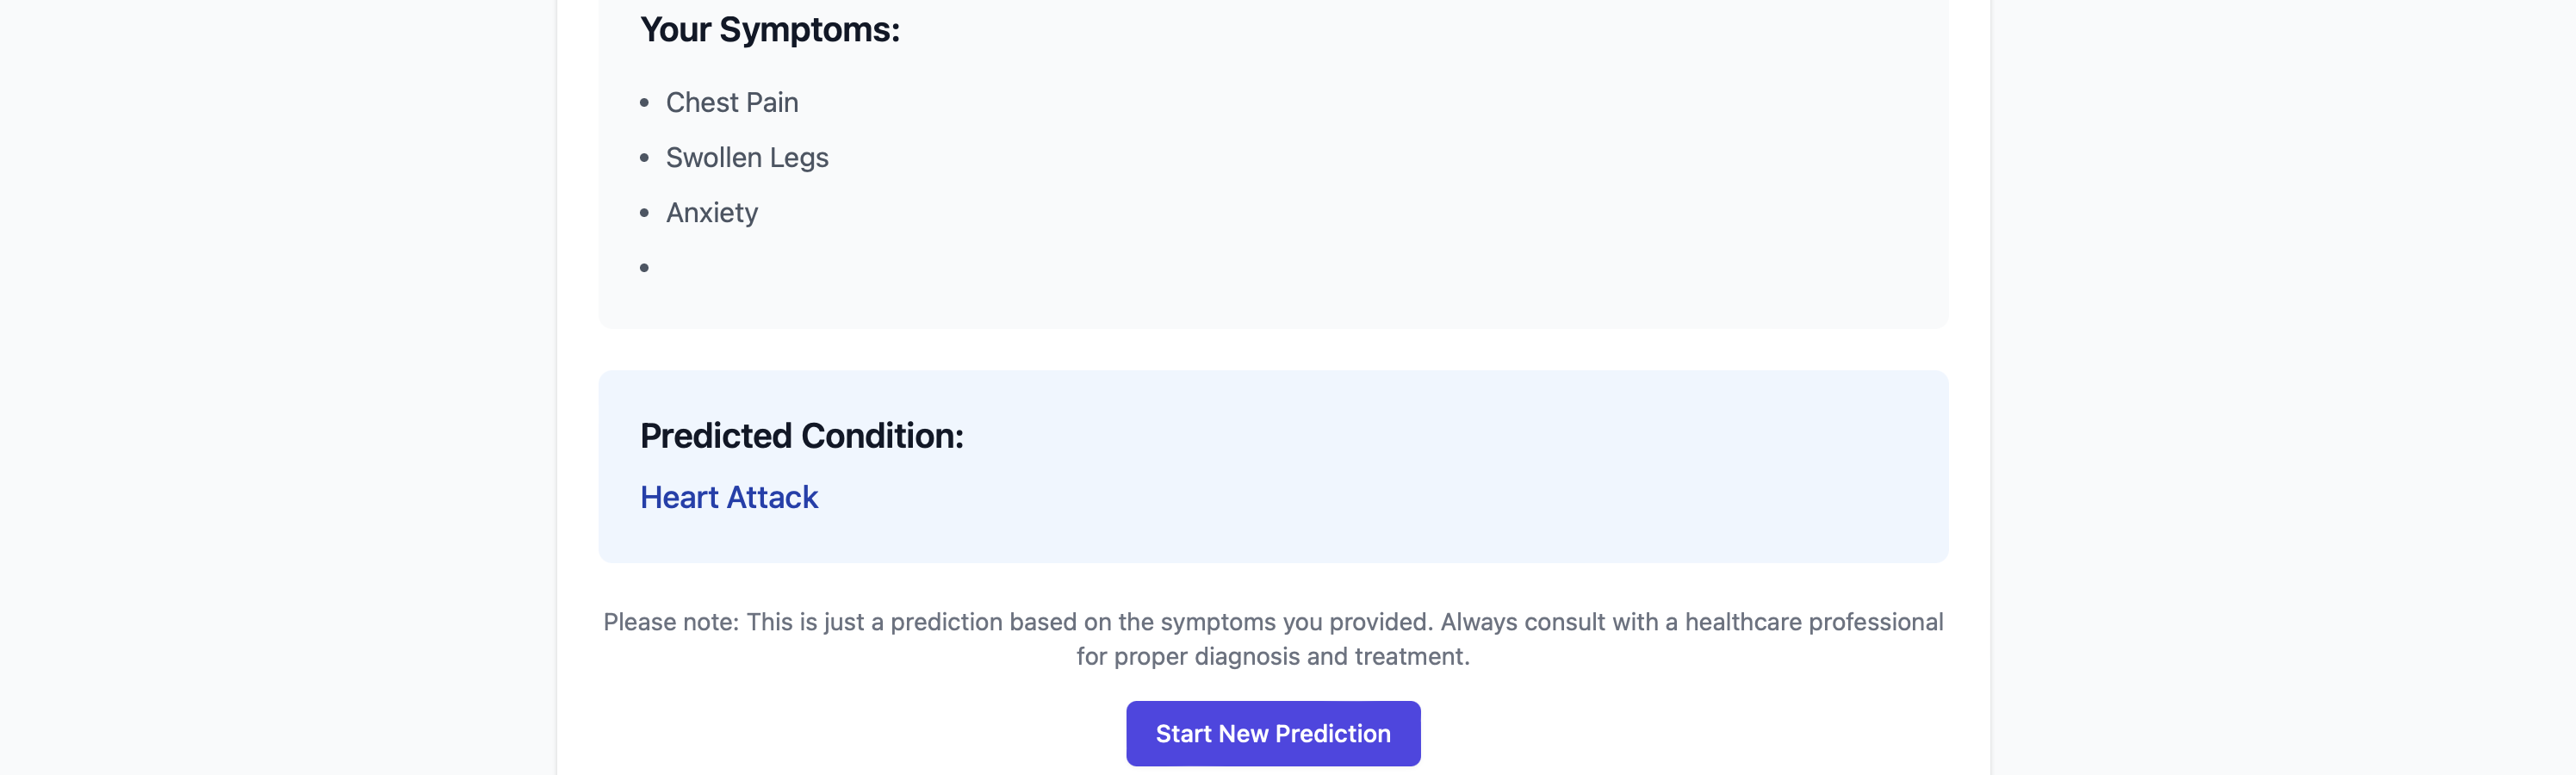 Your Symptoms:
• Chest Pain
• Swollen Legs
• Anxiety
•
Predicted Condition:
Heart Attack
Please note: This is just a prediction based on the symptoms you provided. Always consult with a healthcare professional
for proper diagnosis and treatment.
Start New Prediction